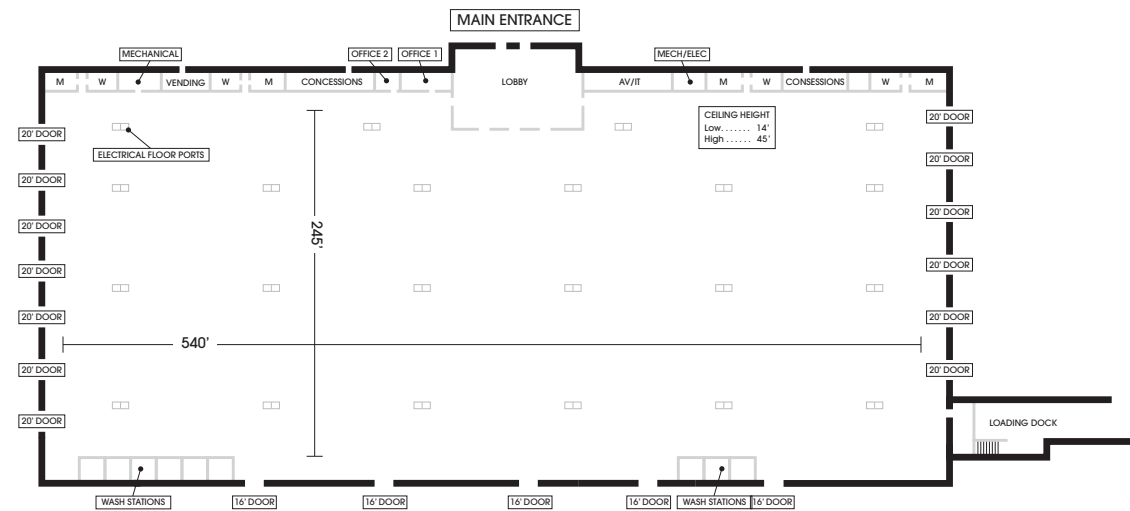 MAIN ENTRANCE
MECHANICAL
OFFICE 2
OFFICE 1
MECH/ELEC
M
W
VENDING
W
M
CONCESSIONS
LOBBY
AV/IT
M
W
CONSESSIONS
W
M
CEILING HEIGHT
Low....... 14'
High ...... 45'
ELECTRICAL FLOOR PORTS
20' DOOR
20' DOOR
20' DOOR
20' DOOR
20' DOOR
20' DOOR
20' DOOR
245'
540'
20' DOOR
20' DOOR
20' DOOR
20' DOOR
20' DOOR
20' DOOR
LOADING DOCK
WASH STATIONS
16' DOOR
16' DOOR
16' DOOR
16' DOOR
WASH STATIONS
16' DOOR